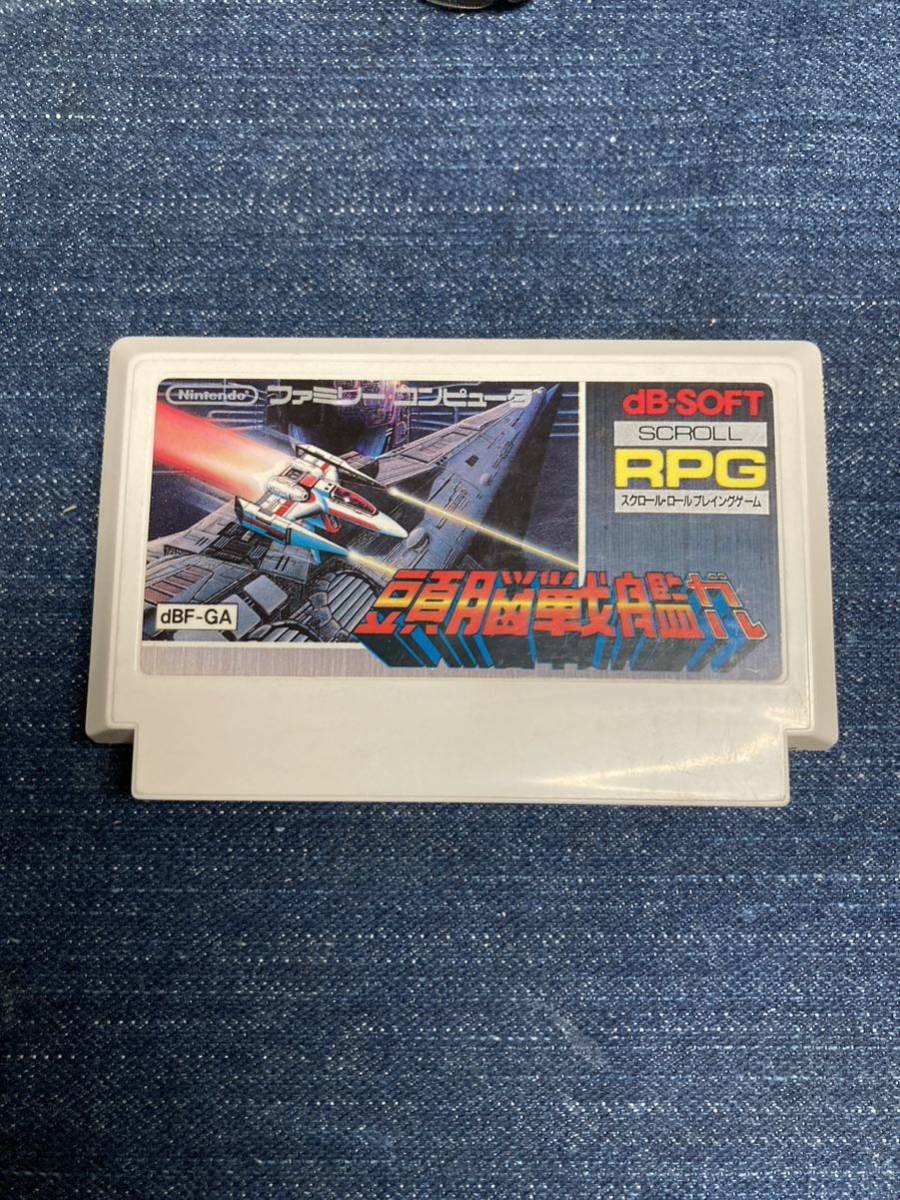 Nintendo® ファミリーコンピュータ™
dB-SOFT
SCROLL
RPG
スクロール・ロールプレイングゲーム
頭脳戦艦ガル
dBF-GA